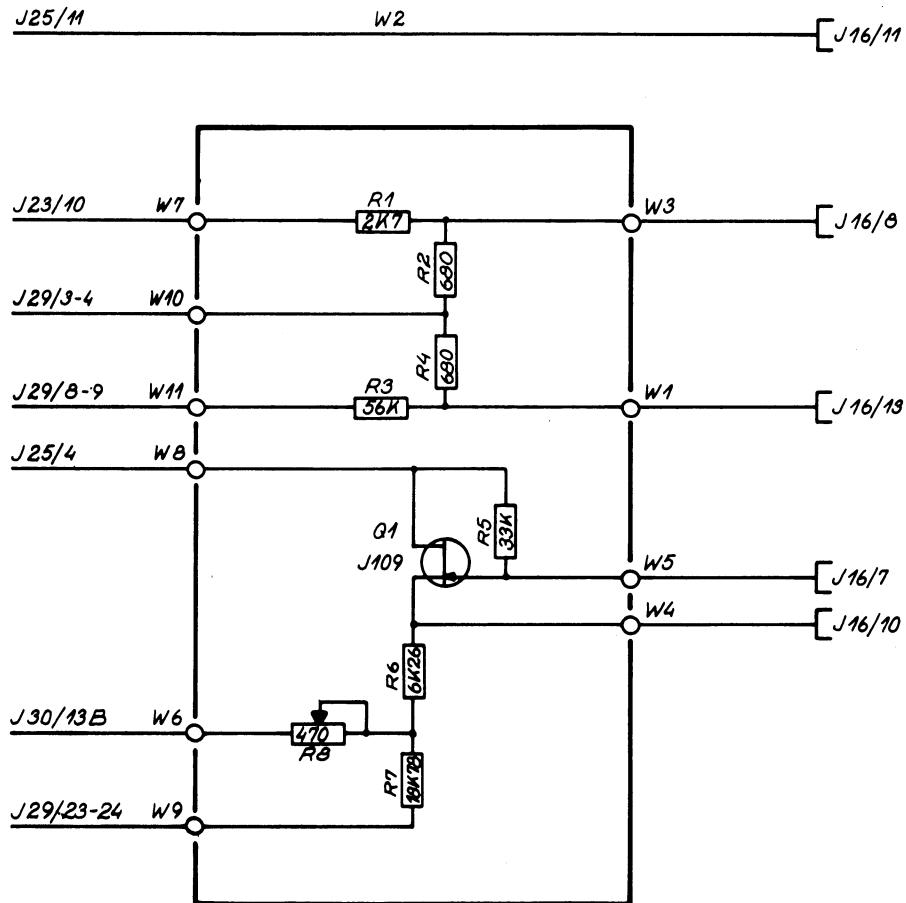 J25/11 W2 J16/11
J23/10 W7 R1 2K7 W3 J16/8
R2 680
J29/3-4 W10
R4 680
J29/8-9 W11 R3 56K W1 J16/13
J25/4 W8
R5 33K
Q1
J109
W5 J16/7
W4 J16/10
R6 6K26
J30/13B W6 470
R8
R7 18K78
J29/23-24 W9